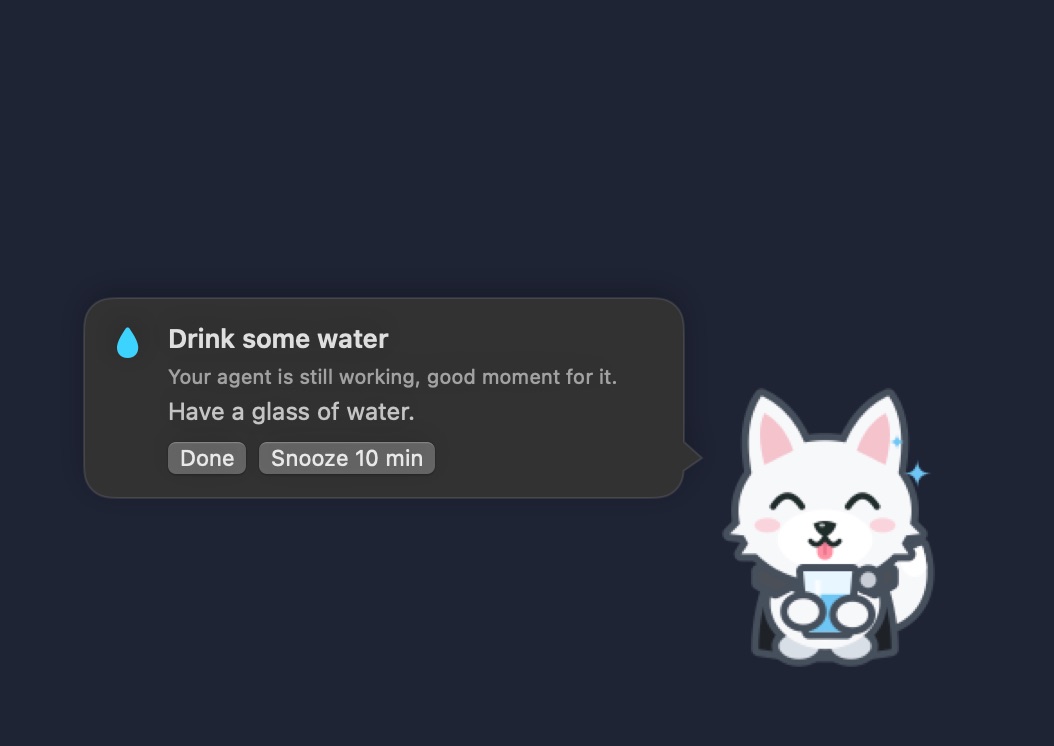 Drink some water
Your agent is still working, good moment for it.
Have a glass of water.
Done
Snooze 10 min